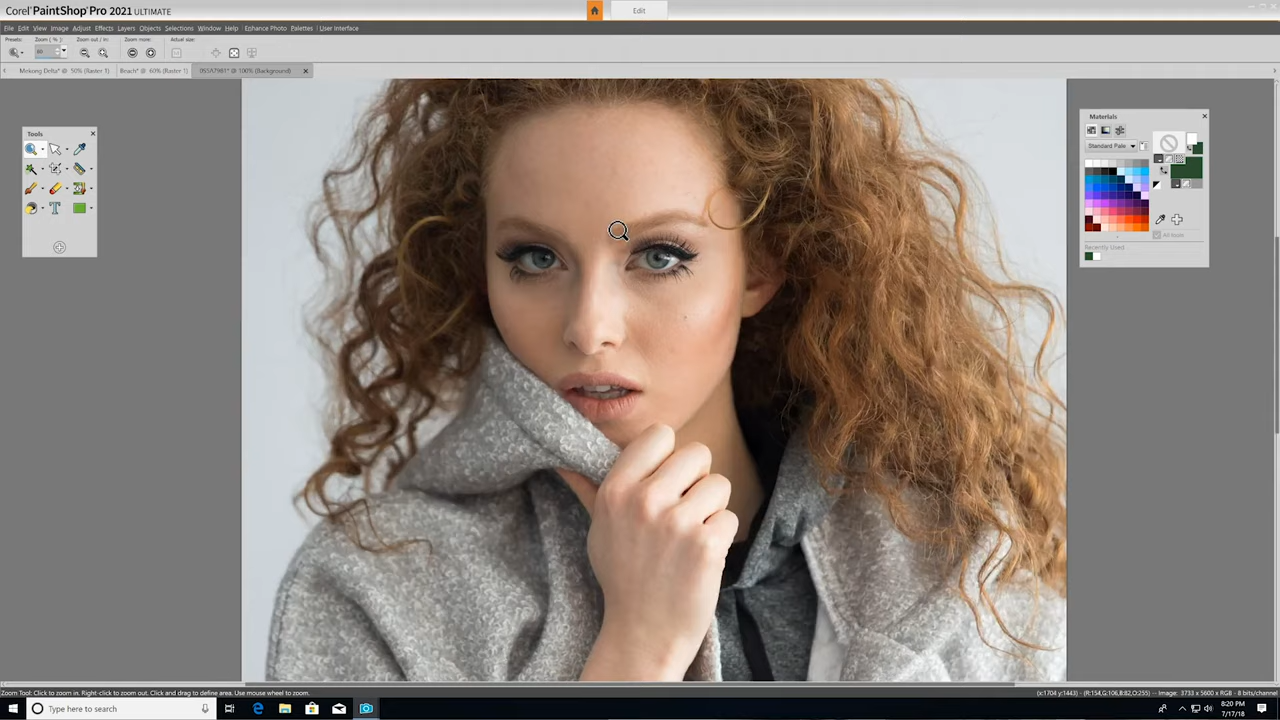 Corel® PaintShop® Pro 2021 ULTIMATE
Edit
File Edit View Image Adjust Effects Layers Objects Selections Window Help Enhance Photo Palettes User Interface
Presets: Zoom ( % ) : Zoom out / in: Zoom more: Actual size:
Mekong Delta* @ 50% (Raster 1) Beach* @ 60% (Raster 1) @ 100% (Background)
Tools
Materials
Standard Pale
All tools
Recently Used
Zoom Tool: Click to zoom in. Right-click to zoom out. Click and drag to define area. Use mouse wheel to zoom.
(x:1704 y:1443) -- (R:154,G:106,B:82,O:255) -- Image: 3733 x 5600 x RGB - 8 bits/channel
Type here to search
8:20 PM
7/17/18